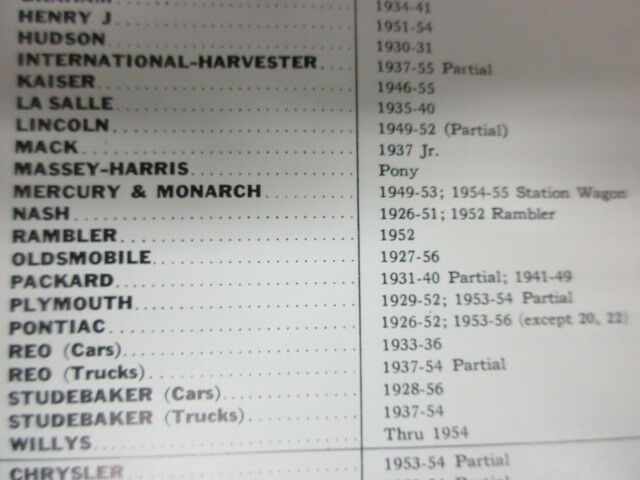 GRAHAM 1934-41
HENRY J 1951-54
HUDSON 1930-31
INTERNATIONAL-HARVESTER 1937-55 Partial
KAISER 1946-55
LA SALLE 1935-40
LINCOLN 1949-52 (Partial)
MACK 1937 Jr.
MASSEY-HARRIS Pony
MERCURY & MONARCH 1949-53; 1954-55 Station Wagon
NASH 1926-51; 1952 Rambler
RAMBLER 1952
OLDSMOBILE 1927-56
PACKARD 1931-40 Partial; 1941-49
PLYMOUTH 1929-52; 1953-54 Partial
PONTIAC 1926-52; 1953-56 (except 20, 22)
REO (Cars) 1933-36
REO (Trucks) 1937-54 Partial
STUDEBAKER (Cars) 1928-56
STUDEBAKER (Trucks) 1937-54
WILLYS Thru 1954
CHRYSLER 1953-54 Partial